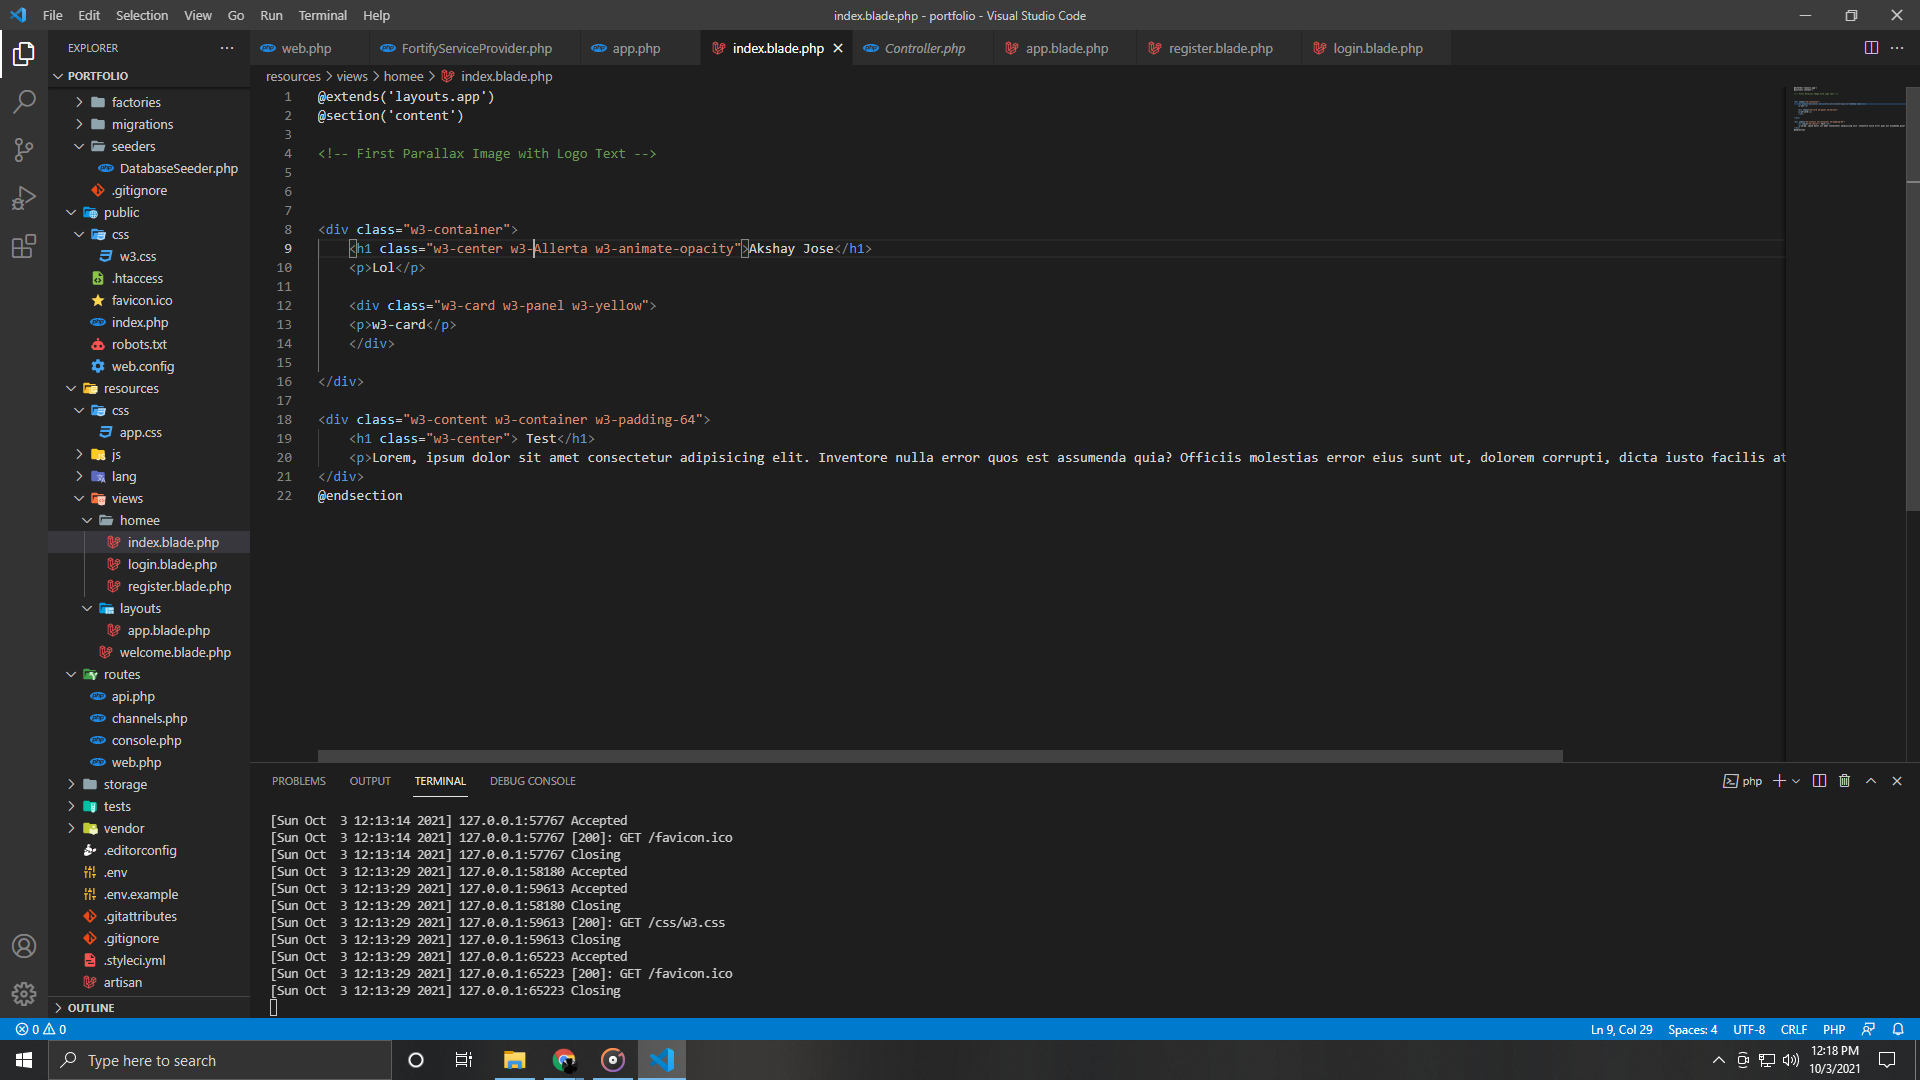 File Edit Selection View Go Run Terminal Help
index.blade.php - portfolio - Visual Studio Code
EXPLORER
PORTFOLIO
factories
migrations
seeders
DatabaseSeeder.php
.gitignore
public
css
w3.css
.htaccess
favicon.ico
index.php
robots.txt
web.config
resources
css
app.css
js
lang
views
homee
index.blade.php
login.blade.php
register.blade.php
layouts
app.blade.php
welcome.blade.php
routes
api.php
channels.php
console.php
web.php
storage
tests
vendor
.editorconfig
.env
.env.example
.gitattributes
.gitignore
.styleci.yml
artisan
OUTLINE
web.php FortifyServiceProvider.php app.php index.blade.php Controller.php app.blade.php register.blade.php login.blade.php
resources > views > homee > index.blade.php
1 @extends('layouts.app')
2 @section('content')
3
4 <!-- First Parallax Image with Logo Text -->
5
6
7
8 <div class="w3-container">
9 <h1 class="w3-center w3-Allerta w3-animate-opacity">Akshay Jose</h1>
10 <p>Lol</p>
11
12 <div class="w3-card w3-panel w3-yellow">
13 <p>w3-card</p>
14 </div>
15
16 </div>
17
18 <div class="w3-content w3-container w3-padding-64">
19 <h1 class="w3-center"> Test</h1>
20 <p>Lorem, ipsum dolor sit amet consectetur adipisicing elit. Inventore nulla error quos est assumenda quia? Officiis molestias error eius sunt ut, dolorem corrupti, dicta iusto facilis at
21 </div>
22 @endsection
PROBLEMS OUTPUT TERMINAL DEBUG CONSOLE
php
[Sun Oct  3 12:13:14 2021] 127.0.0.1:57767 Accepted
[Sun Oct  3 12:13:14 2021] 127.0.0.1:57767 [200]: GET /favicon.ico
[Sun Oct  3 12:13:14 2021] 127.0.0.1:57767 Closing
[Sun Oct  3 12:13:29 2021] 127.0.0.1:58180 Accepted
[Sun Oct  3 12:13:29 2021] 127.0.0.1:59613 Accepted
[Sun Oct  3 12:13:29 2021] 127.0.0.1:58180 Closing
[Sun Oct  3 12:13:29 2021] 127.0.0.1:59613 [200]: GET /css/w3.css
[Sun Oct  3 12:13:29 2021] 127.0.0.1:59613 Closing
[Sun Oct  3 12:13:29 2021] 127.0.0.1:65223 Accepted
[Sun Oct  3 12:13:29 2021] 127.0.0.1:65223 [200]: GET /favicon.ico
[Sun Oct  3 12:13:29 2021] 127.0.0.1:65223 Closing
0 0
Ln 9, Col 29 Spaces: 4 UTF-8 CRLF PHP
Type here to search
12:18 PM
10/3/2021